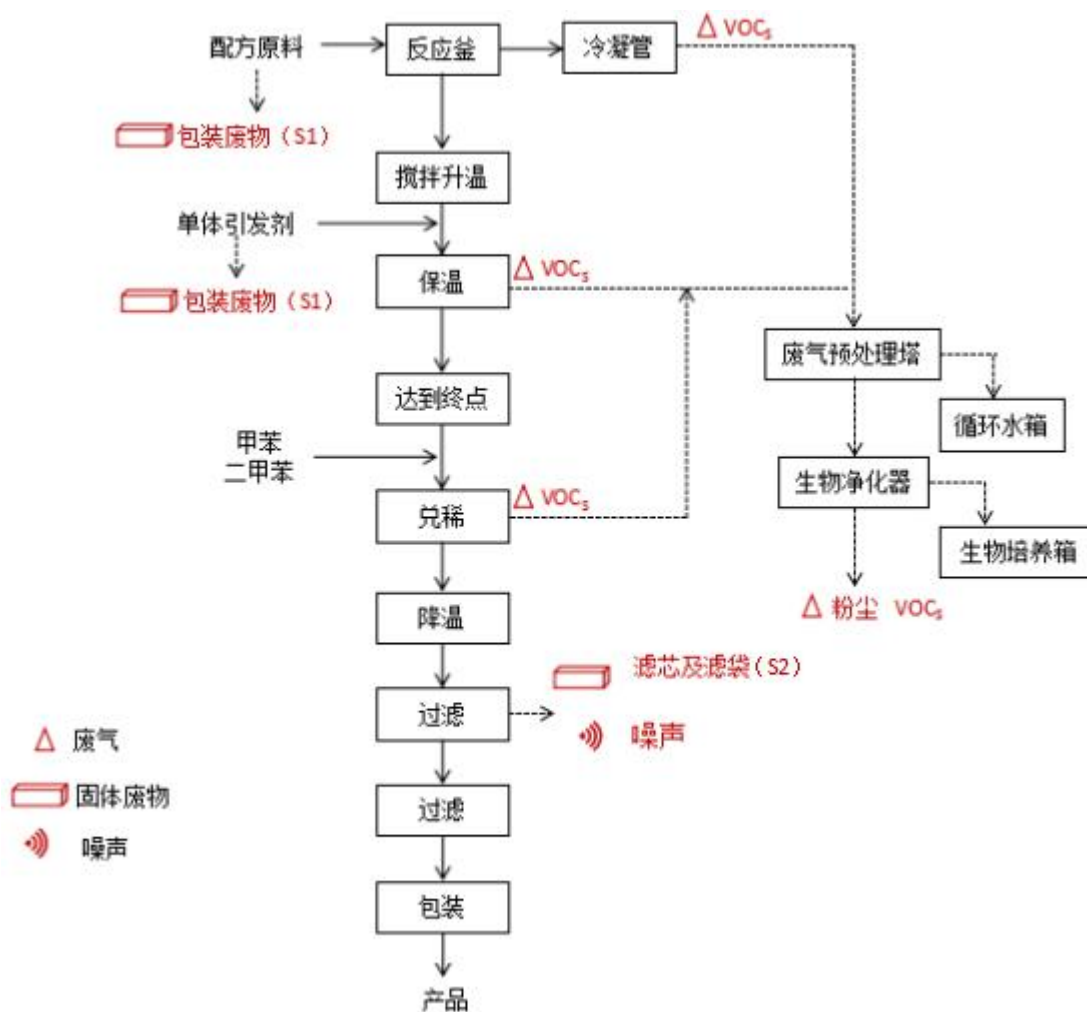 配方原料
反应釜
冷凝管
VOCs
包装废物（S1）
搅拌升温
单体引发剂
包装废物（S1）
保温
VOCs
废气预处理塔
循环水箱
达到终点
甲苯
二甲苯
生物净化器
兑稀
VOCs
生物培养箱
粉尘 VOCs
降温
滤芯及滤袋（S2）
过滤
噪声
废气
固体废物
过滤
噪声
包装
产品